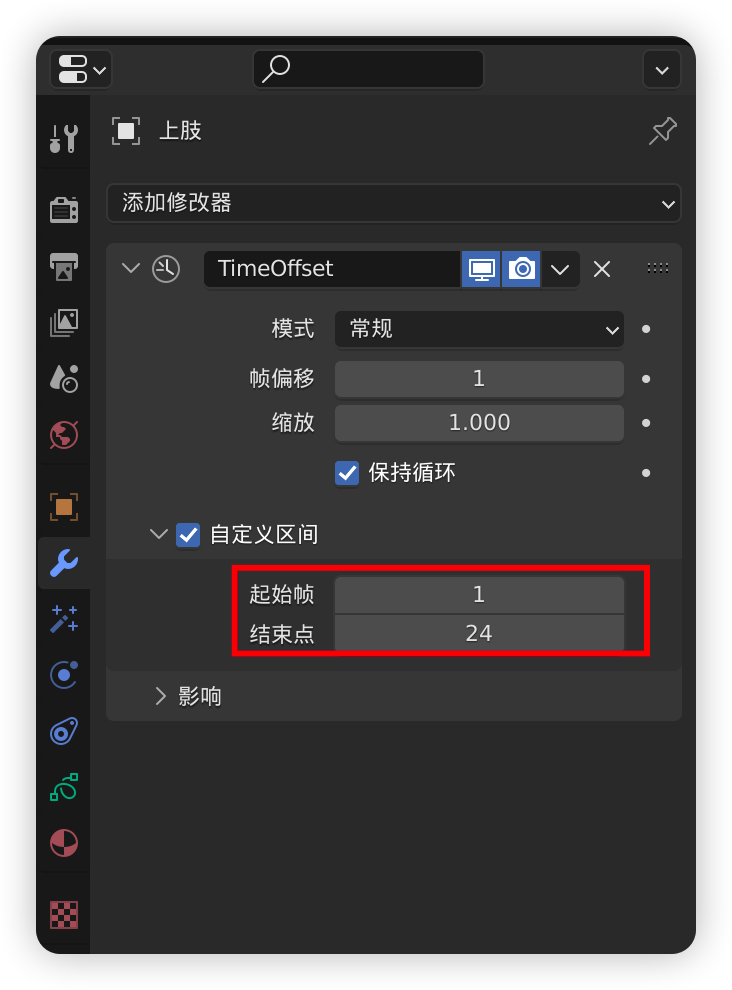 上肢
添加修改器
TimeOffset
模式 常规
帧偏移 1
缩放 1.000
保持循环
自定义区间
起始帧 1
结束点 24
影响